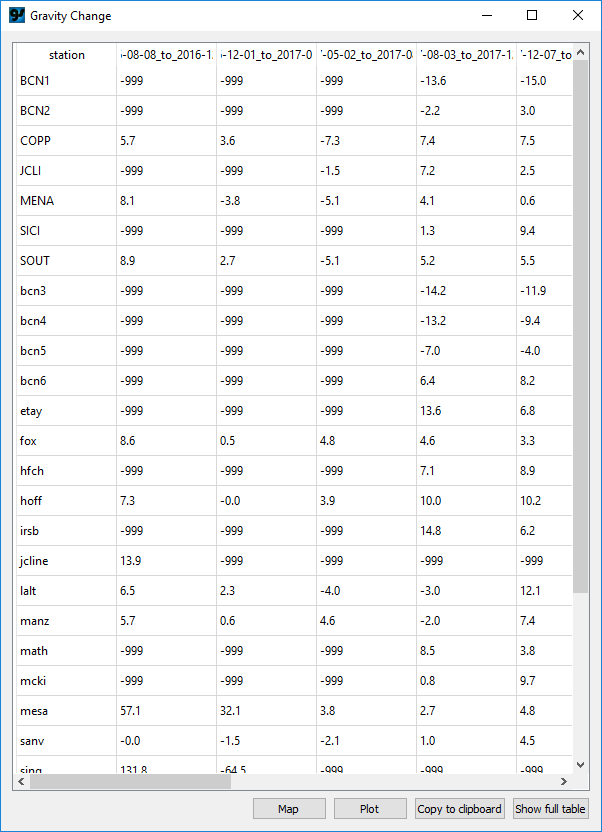 Gravity Change
station -08-08_to_2016-1 -12-01_to_2017-0 -05-02_to_2017-0 -08-03_to_2017-1 -12-07_to
BCN1 -999 -999 -999 -13.6 -15.0
BCN2 -999 -999 -999 -2.2 3.0
COPP 5.7 3.6 -7.3 7.4 7.5
JCLI -999 -999 -1.5 7.2 2.5
MENA 8.1 -3.8 -5.1 4.1 0.6
SICI -999 -999 -999 1.3 9.4
SOUT 8.9 2.7 -5.1 5.2 5.5
bcn3 -999 -999 -999 -14.2 -11.9
bcn4 -999 -999 -999 -13.2 -9.4
bcn5 -999 -999 -999 -7.0 -4.0
bcn6 -999 -999 -999 6.4 8.2
etay -999 -999 -999 13.6 6.8
fox 8.6 0.5 4.8 4.6 3.3
hfch -999 -999 -999 7.1 8.9
hoff 7.3 -0.0 3.9 10.0 10.2
irsb -999 -999 -999 14.8 6.2
jcline 13.9 -999 -999 -999 -999
lalt 6.5 2.3 -4.0 -3.0 12.1
manz 5.7 0.6 4.6 -2.0 7.4
math -999 -999 -999 8.5 3.8
mcki -999 -999 -999 0.8 9.7
mesa 57.1 32.1 3.8 2.7 4.8
sanv -0.0 -1.5 -2.1 1.0 4.5
131.8 -64.5 -999 -999 -999
Map Plot Copy to clipboard Show full table